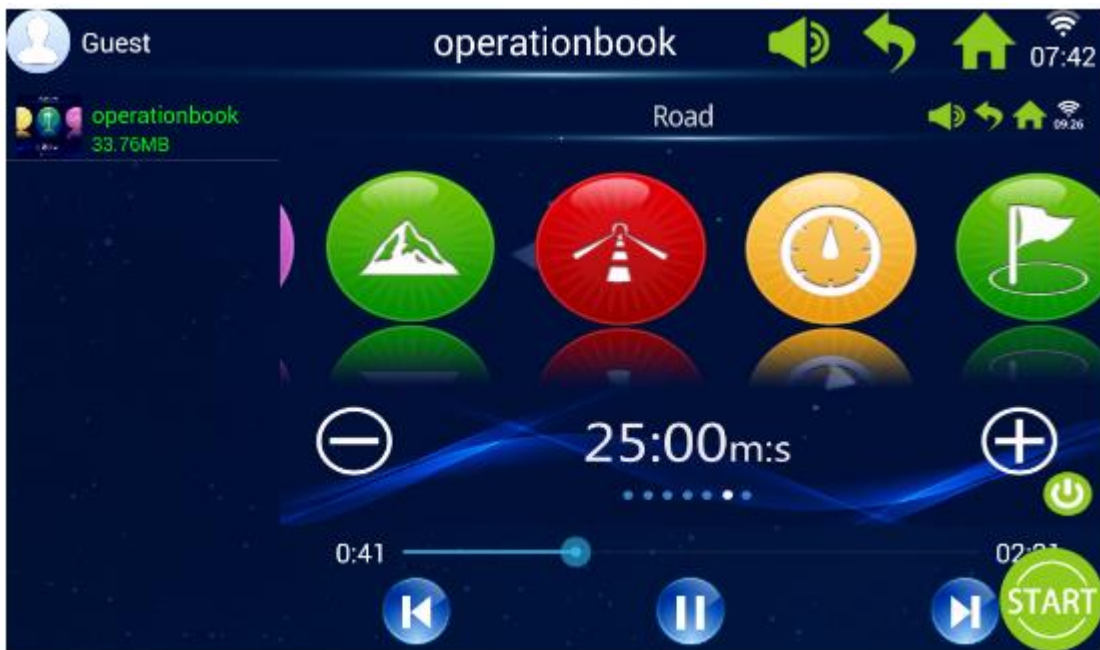 Guest
operationbook
07:42
operationbook
33.76MB
Road
09:26
25:00m:s
0:41
START